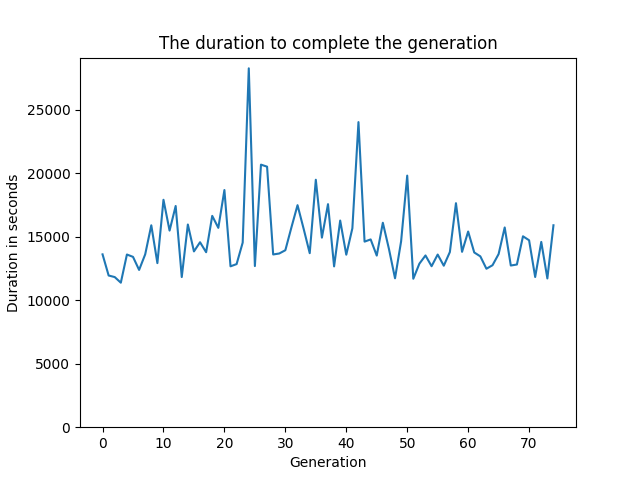 The duration to complete the generation
25000
20000
15000
10000
5000
0
Duration in seconds
0 10 20 30 40 50 60 70
Generation